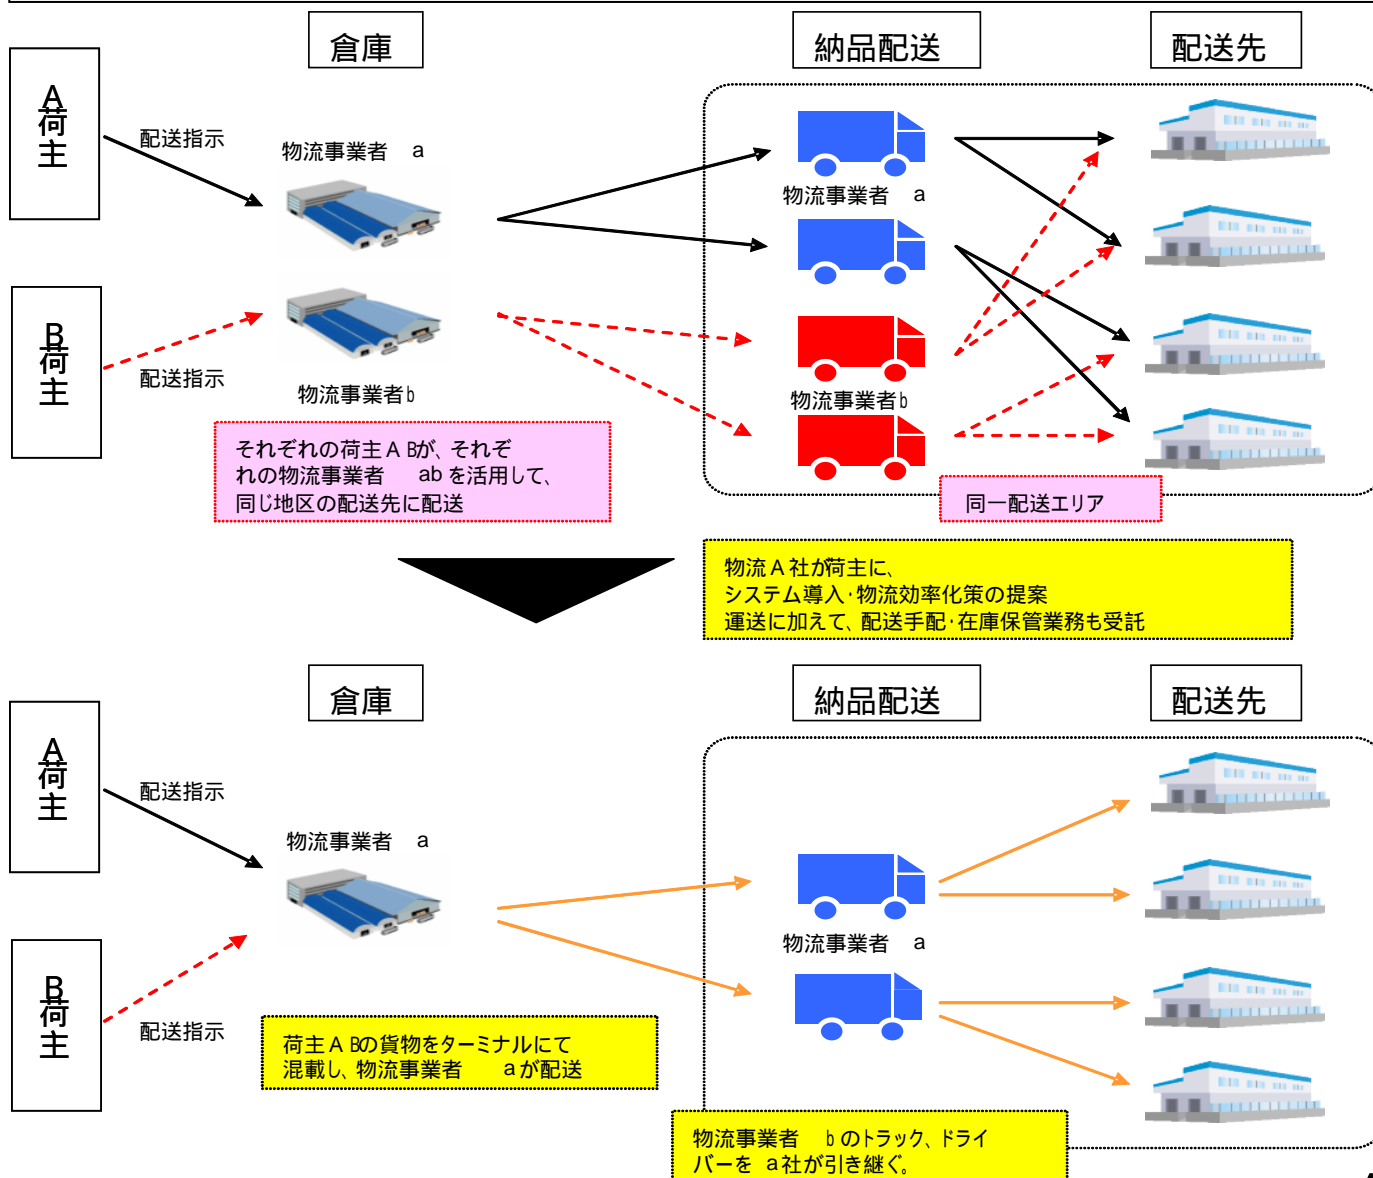 倉庫
納品配送
配送先
A荷主
配送指示
物流事業者 a
物流事業者 a
B荷主
配送指示
物流事業者b
物流事業者b
それぞれの荷主A Bが、それぞ
れの物流事業者 abを活用して、
同じ地区の配送先に配送
同一配送エリア
物流A社が荷主に、
システム導入・物流効率化策の提案
運送に加えて、配送手配・在庫保管業務も受託
倉庫
納品配送
配送先
A荷主
配送指示
物流事業者 a
物流事業者 a
B荷主
配送指示
荷主A Bの貨物をターミナルにて
混載し、物流事業者 aが配送
物流事業者 bのトラック、ドライ
バーを a社が引き継ぐ。